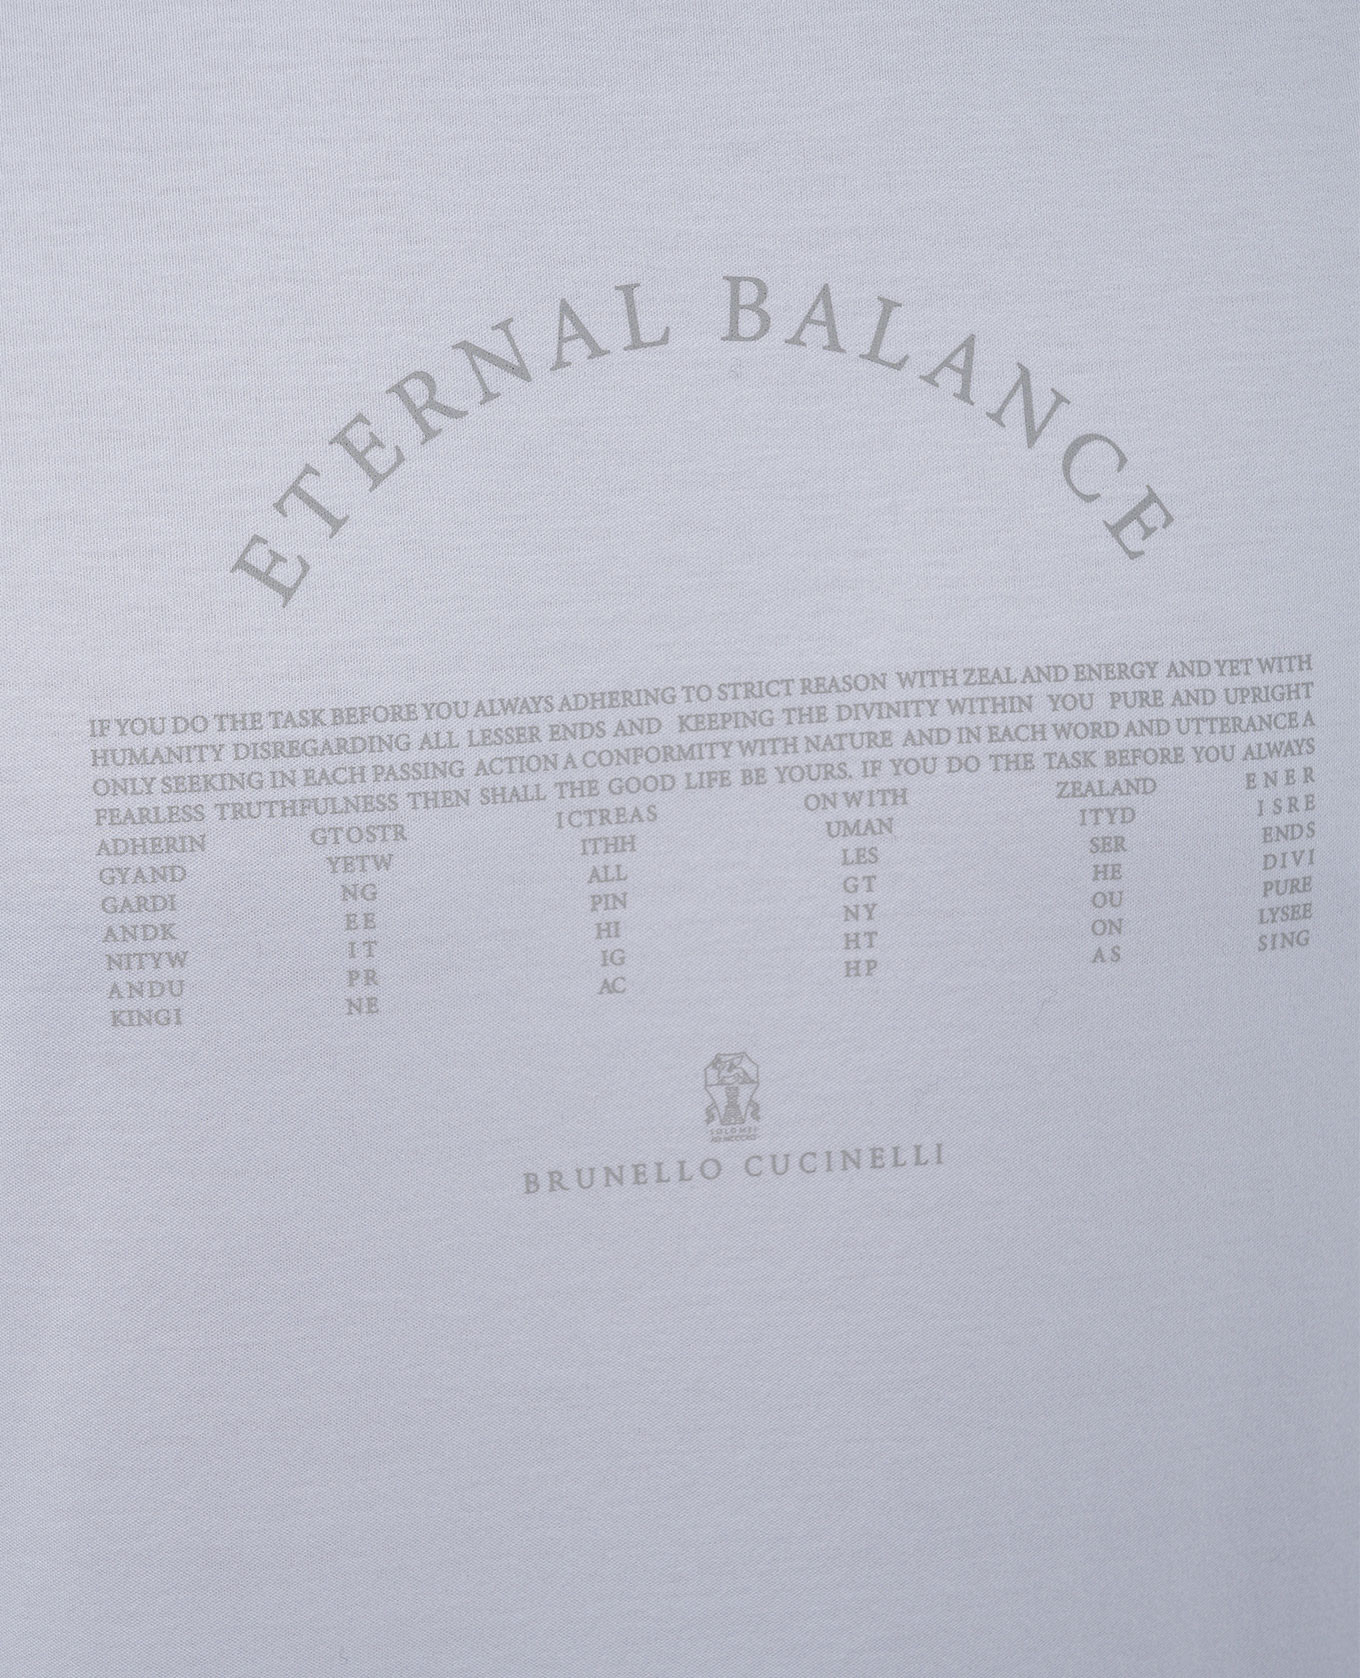 ETERNAL BALANCE
IF YOU DO THE TASK BEFORE YOU ALWAYS ADHERING TO STRICT REASON WITH ZEAL AND ENERGY AND YET WITH
HUMANITY DISREGARDING ALL LESSER ENDS AND KEEPING THE DIVINITY WITHIN YOU PURE AND UPRIGHT
ONLY SEEKING IN EACH PASSING ACTION A CONFORMITY WITH NATURE AND IN EACH WORD AND UTTERANCE A
FEARLESS TRUTHFULNESS THEN SHALL THE GOOD LIFE BE YOURS. IF YOU DO THE TASK BEFORE YOU ALWAYS
ADHERIN GTOSTR ICTREAS ON WITH ZEALAND ENER
GYAND YETW ITHH UMAN ITYD ISRE
GARDI NG ALL LES SER ENDS
ANDK EE PIN GT HE DIVI
NITYW IT HI NY OU PURE
ANDU PR IG HT ON LYSEE
KINGI NE AC HP AS SING
SOLOMEO
BRUNELLO CUCINELLI